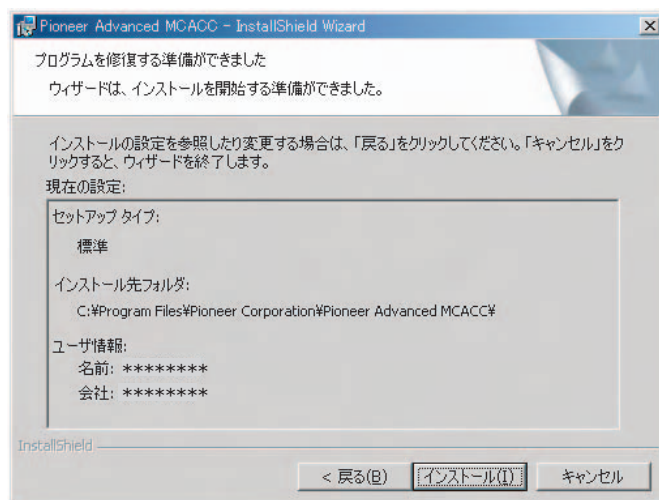 Pioneer Advanced MCACC - InstallShield Wizard
プログラムを修復する準備ができました
ウィザードは、インストールを開始する準備ができました。
インストールの設定を参照したり変更する場合は、「戻る」をクリックしてください。「キャンセル」をク
リックすると、ウィザードを終了します。
現在の設定:
セットアップ タイプ:
標準
インストール先フォルダ:
C:¥Program Files¥Pioneer Corporation¥Pioneer Advanced MCACC¥
ユーザ情報:
名前: ********
会社: ********
InstallShield
< 戻る(B) インストール(I) キャンセル